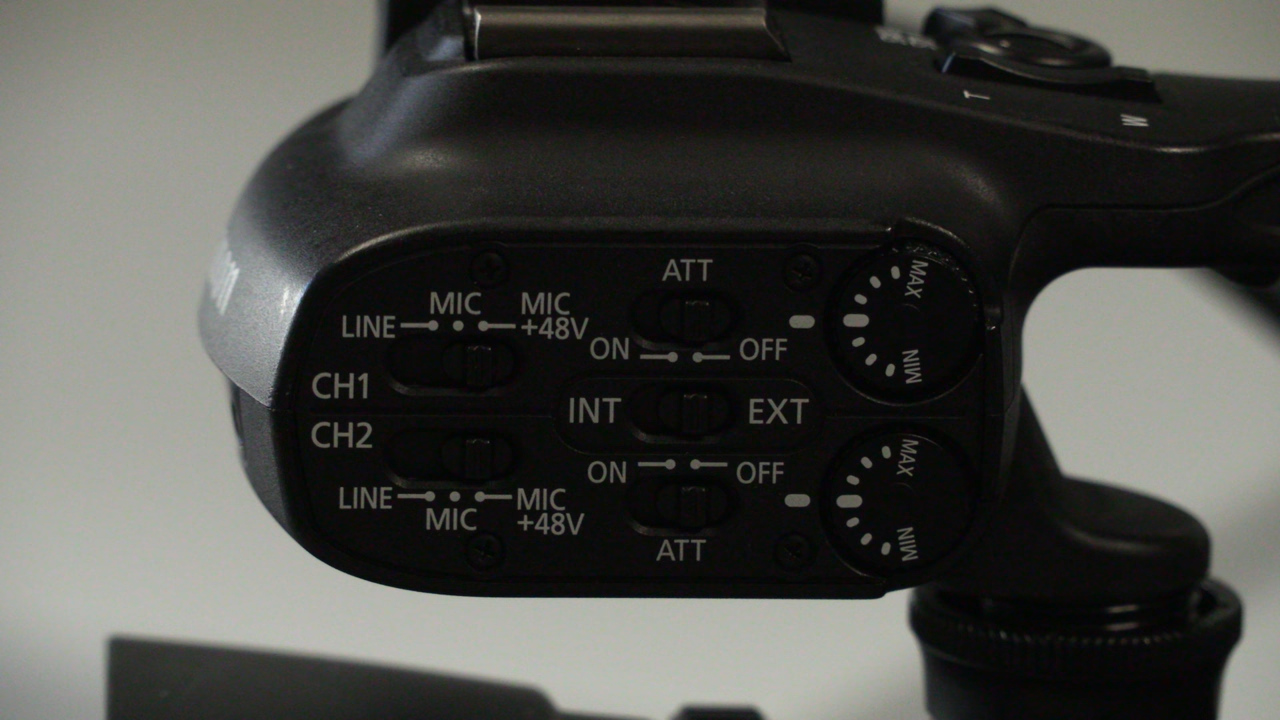 T
W
ATT
MAX
MIC MIC
LINE +48V
ON OFF
MIN
CH1
INT EXT
CH2
MAX
ON OFF
LINE MIC
MIC +48V
MIN
ATT